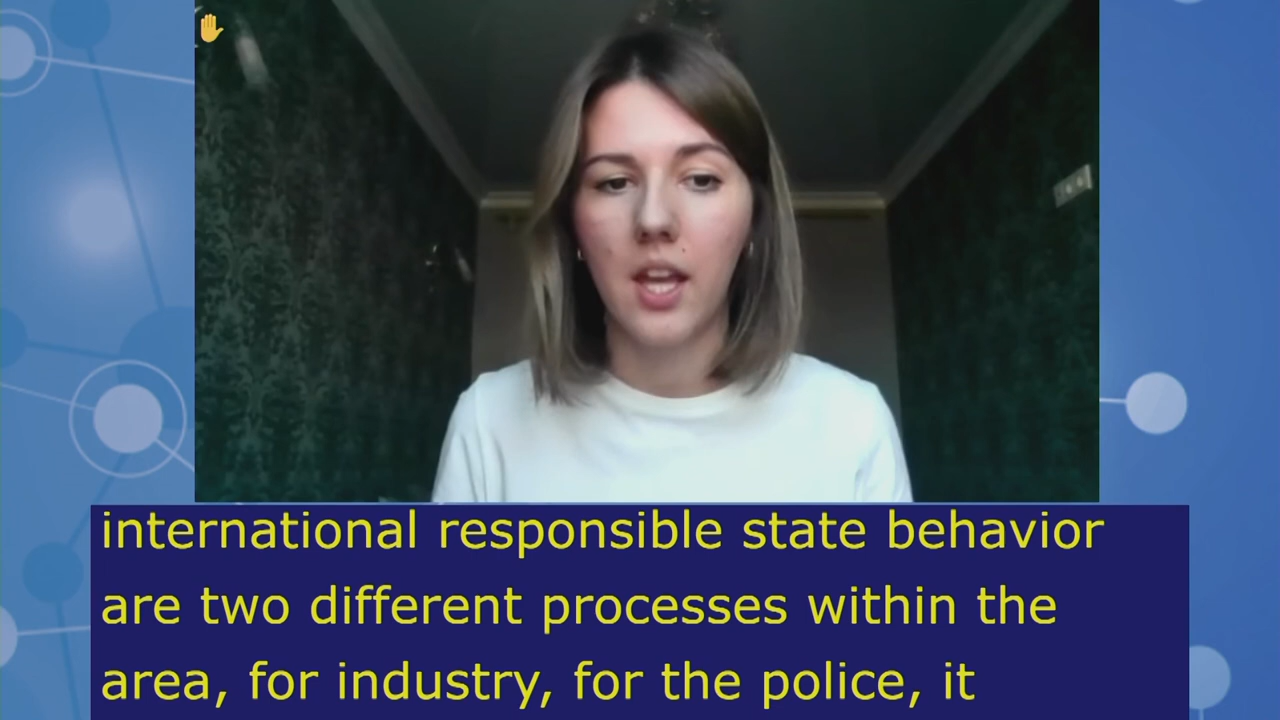 international responsible state behavior
are two different processes within the
area, for industry, for the police, it